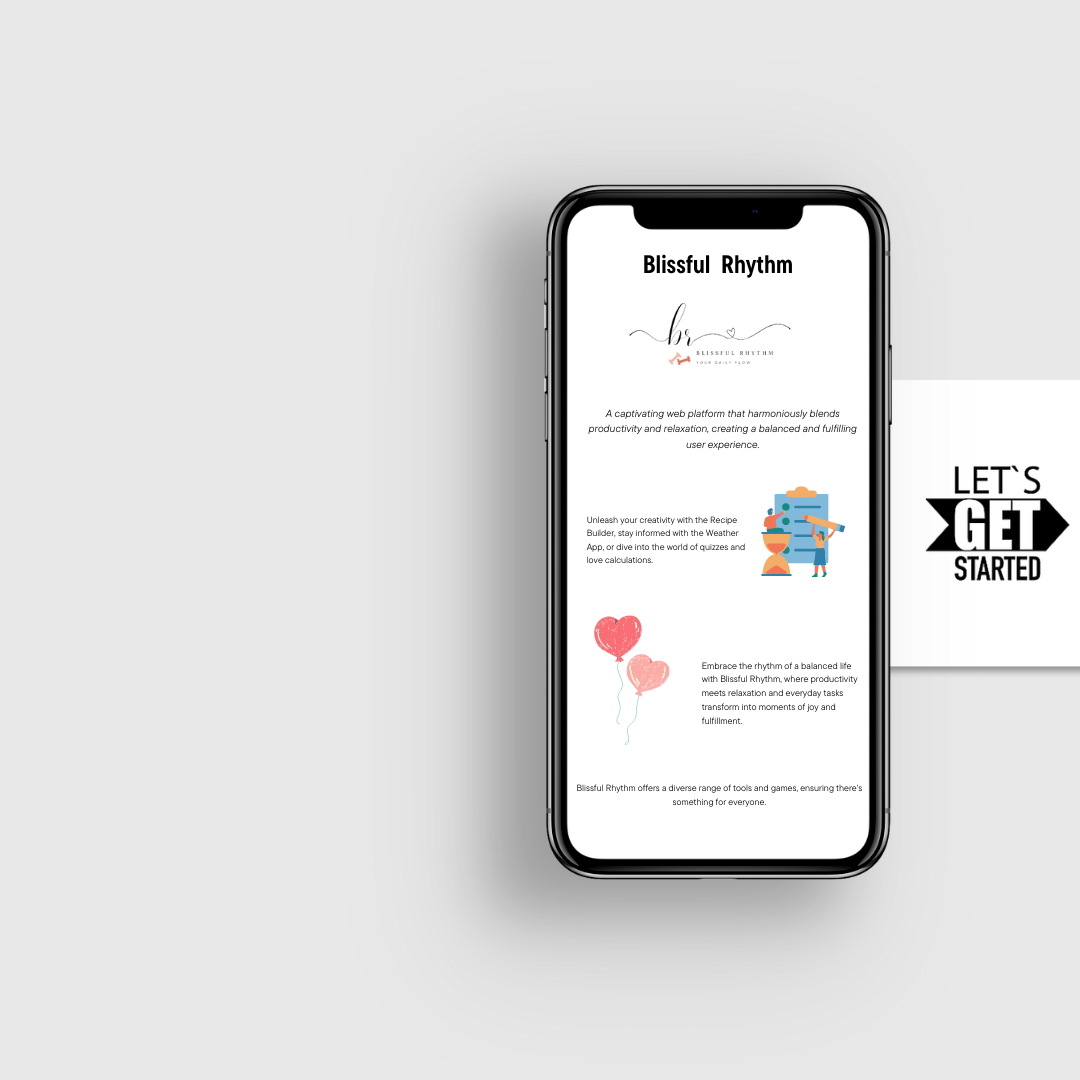 Blissful Rhythm
br
BLISSFUL RHYTHM
YOUR DAILY FLOW
A captivating web platform that harmoniously blends
productivity and relaxation, creating a balanced and fulfilling
user experience.
Unleash your creativity with the Recipe
Builder, stay informed with the Weather
App, or dive into the world of quizzes and
love calculations.
Embrace the rhythm of a balanced life
with Blissful Rhythm, where productivity
meets relaxation and everyday tasks
transform into moments of joy and
fulfillment.
Blissful Rhythm offers a diverse range of tools and games, ensuring there's
something for everyone.
LET`S
GET
STARTED